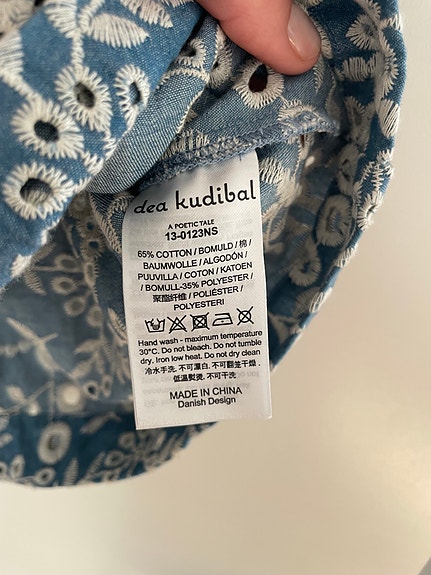 dea kudibal
A POETIC TALE
13-0123NS
65% COTTON / BOMULD / 棉 /
BAUMWOLLE / ALGODÓN /
PUUVILLA / COTON / KATOEN
/ BOMULL-35% POLYESTER /
聚酯纤维 / POLIÉSTER /
POLYESTERI
Hand wash - maximum temperature
30°C. Do not bleach. Do not tumble
dry. Iron low heat. Do not dry clean
冷水手洗. 不可漂白. 不可翻笼干燥.
低温熨烫. 不可干洗
MADE IN CHINA
Danish Design